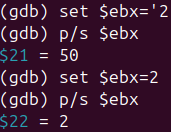 (gdb) set $ebx='2
(gdb) p/s $ebx
$21 = 50
(gdb) set $ebx=2
(gdb) p/s $ebx
$22 = 2